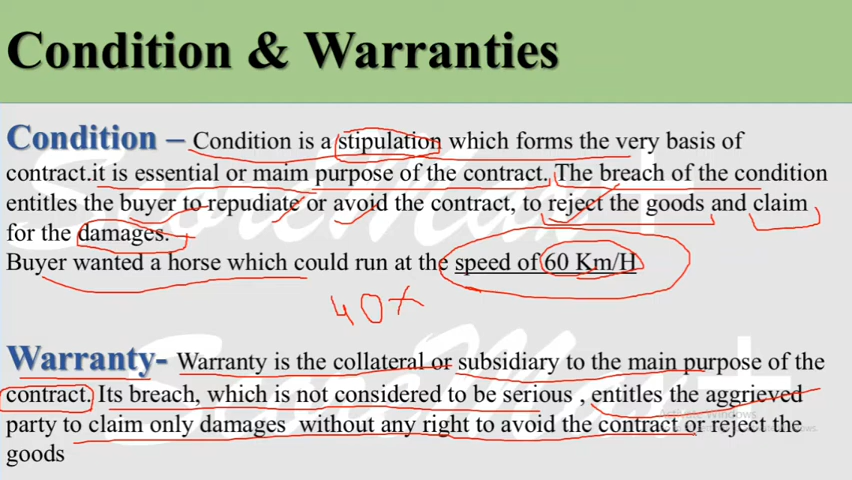 Condition & Warranties
Condition – Condition is a stipulation which forms the very basis of
contract.it is essential or maim purpose of the contract. The breach of the condition
entitles the buyer to repudiate or avoid the contract, to reject the goods and claim
for the damages.
Buyer wanted a horse which could run at the speed of 60 Km/H
40
Warranty- Warranty is the collateral or subsidiary to the main purpose of the
contract. Its breach, which is not considered to be serious , entitles the aggrieved
Activate Windows
party to claim only damages without any right to avoid the contract or reject the
goods